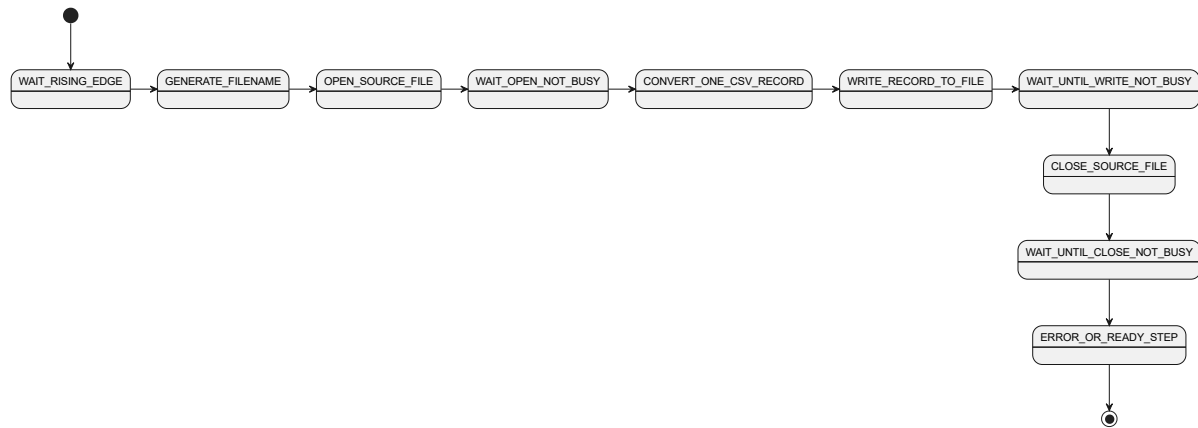 WAIT_RISING_EDGE
GENERATE_FILENAME
OPEN_SOURCE_FILE
WAIT_OPEN_NOT_BUSY
CONVERT_ONE_CSV_RECORD
WRITE_RECORD_TO_FILE
WAIT_UNTIL_WRITE_NOT_BUSY
CLOSE_SOURCE_FILE
WAIT_UNTIL_CLOSE_NOT_BUSY
ERROR_OR_READY_STEP